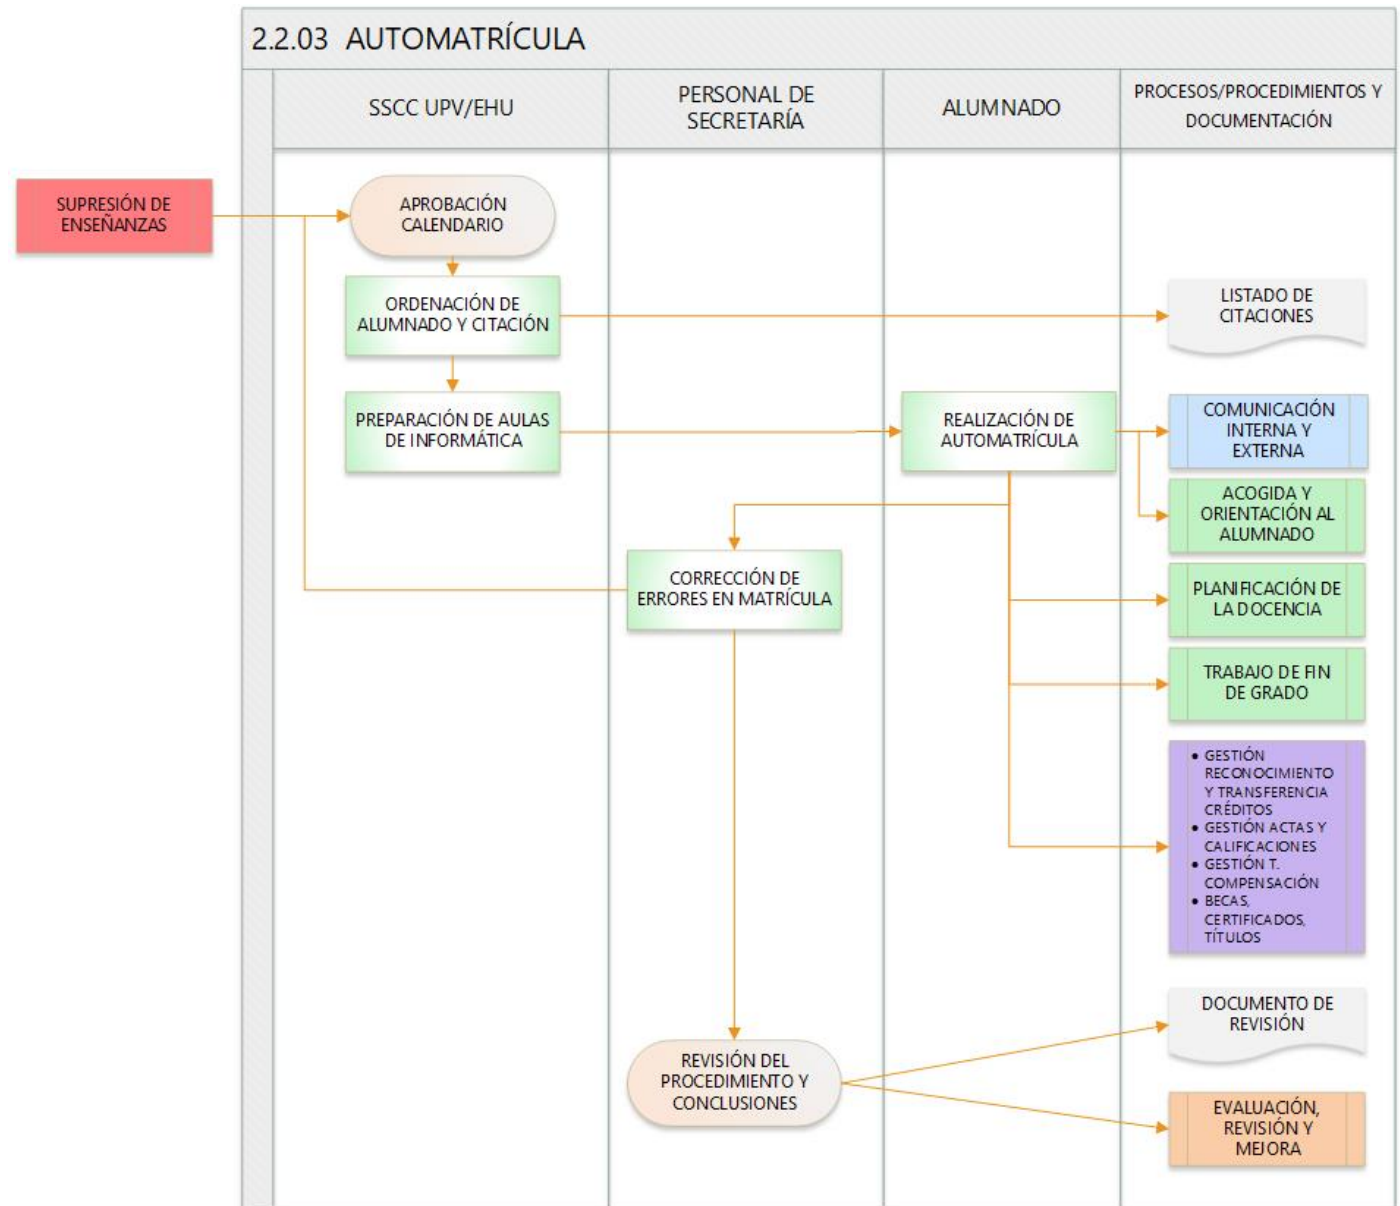 2.2.03 AUTOMATRÍCULA
SSCC UPV/EHU
PERSONAL DE
SECRETARÍA
ALUMNADO
PROCESOS/PROCEDIMIENTOS Y
DOCUMENTACIÓN
SUPRESIÓN DE
ENSEÑANZAS
APROBACIÓN
CALENDARIO
ORDENACIÓN DE
ALUMNADO Y CITACIÓN
LISTADO DE
CITACIONES
PREPARACIÓN DE AULAS
DE INFORMÁTICA
REALIZACIÓN DE
AUTOMATRÍCULA
COMUNICACIÓN
INTERNA Y
EXTERNA
ACOGIDA Y
ORIENTACIÓN AL
ALUMNADO
CORRECCIÓN DE
ERRORES EN MATRÍCULA
PLANIFICACIÓN DE
LA DOCENCIA
TRABAJO DE FIN
DE GRADO
• GESTIÓN
RECONOCIMIENTO
Y TRANSFERENCIA
CRÉDITOS
• GESTIÓN ACTAS Y
CALIFICACIONES
• GESTIÓN T.
COMPENSACIÓN
• BECAS,
CERTIFICADOS,
TÍTULOS
DOCUMENTO DE
REVISIÓN
REVISIÓN DEL
PROCEDIMIENTO Y
CONCLUSIONES
EVALUACIÓN,
REVISIÓN Y
MEJORA